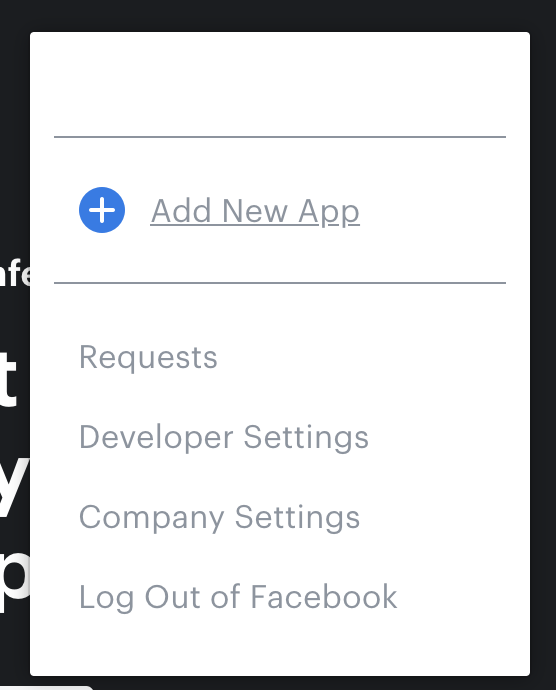 Add New App
Requests
Developer Settings
Company Settings
Log Out of Facebook